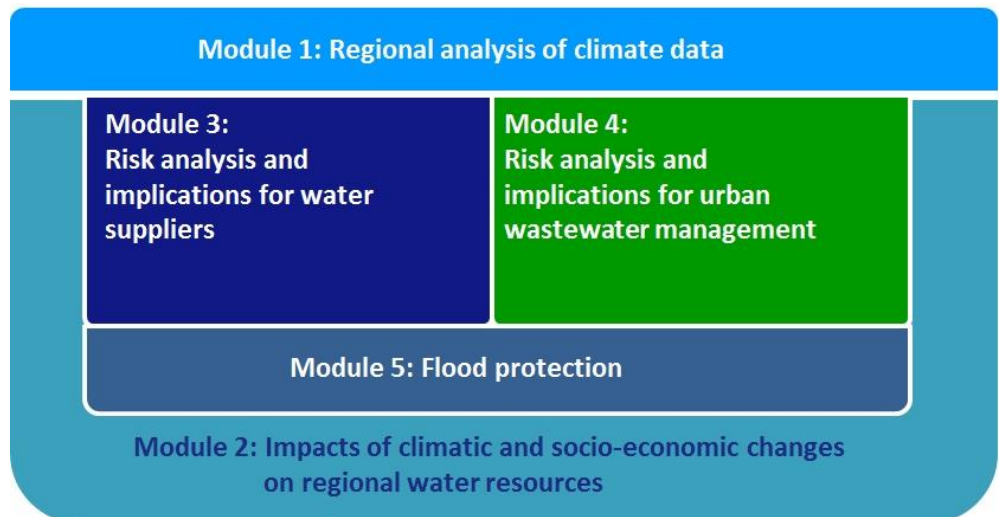 Module 1: Regional analysis of climate data
Module 3:
Risk analysis and
implications for water
suppliers
Module 4:
Risk analysis and
implications for urban
wastewater management
Module 5: Flood protection
Module 2: Impacts of climatic and socio-economic changes
on regional water resources